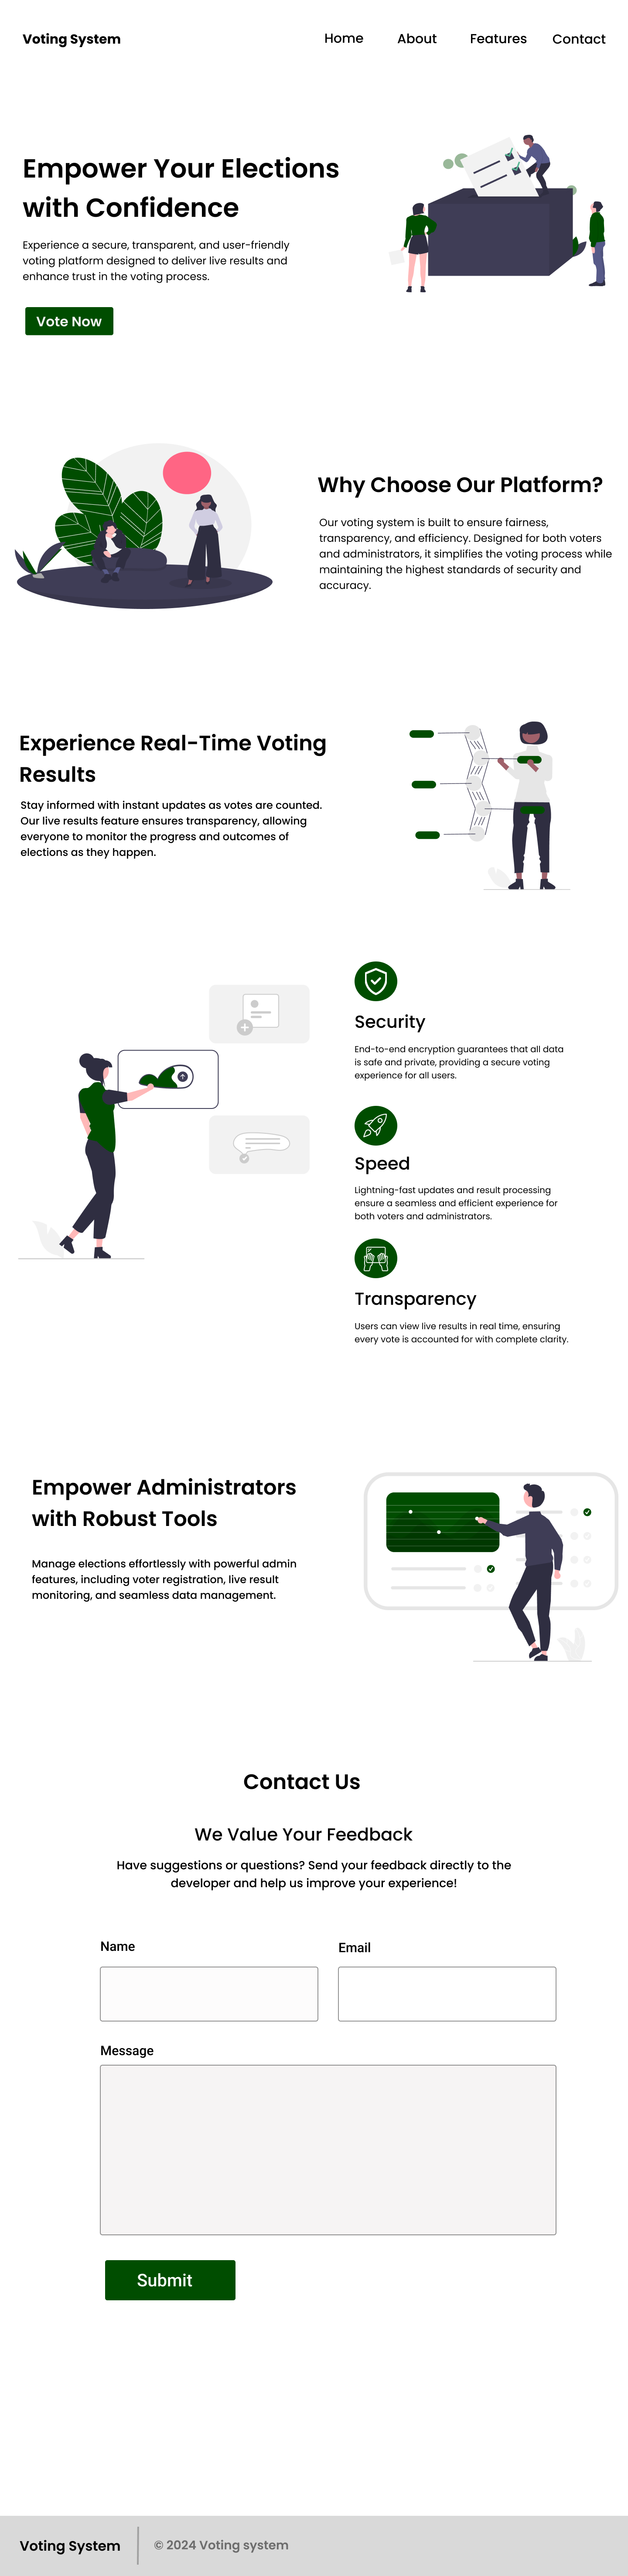 Voting System
Home
About
Features
Contact
Empower Your Elections
with Confidence
Experience a secure, transparent, and user-friendly
voting platform designed to deliver live results and
enhance trust in the voting process.
Vote Now
Why Choose Our Platform?
Our voting system is built to ensure fairness,
transparency, and efficiency. Designed for both voters
and administrators, it simplifies the voting process while
maintaining the highest standards of security and
accuracy.
Experience Real-Time Voting
Results
Stay informed with instant updates as votes are counted.
Our live results feature ensures transparency, allowing
everyone to monitor the progress and outcomes of
elections as they happen.
Security
End-to-end encryption guarantees that all data
is safe and private, providing a secure voting
experience for all users.
Speed
Lightning-fast updates and result processing
ensure a seamless and efficient experience for
both voters and administrators.
Transparency
Users can view live results in real time, ensuring
every vote is accounted for with complete clarity.
Empower Administrators
with Robust Tools
Manage elections effortlessly with powerful admin
features, including voter registration, live result
monitoring, and seamless data management.
Contact Us
We Value Your Feedback
Have suggestions or questions? Send your feedback directly to the
developer and help us improve your experience!
Name
Email
Message
Submit
Voting System
© 2024 Voting system